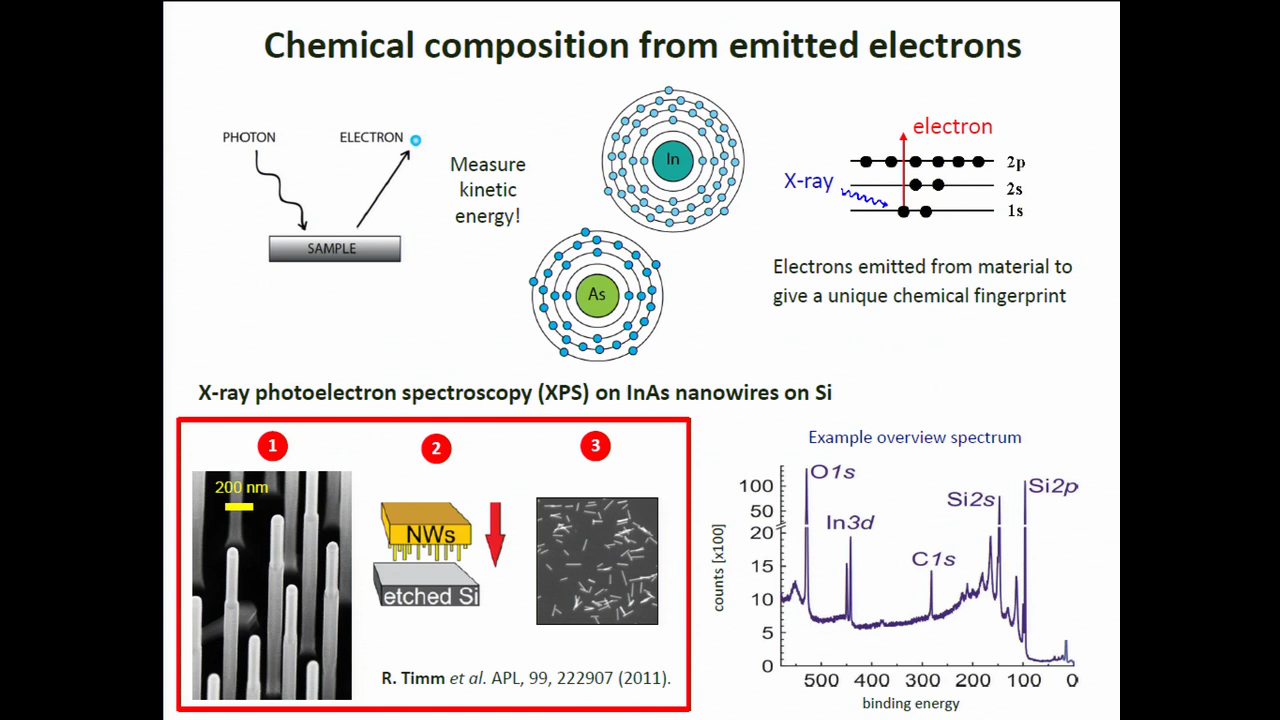 Chemical composition from emitted electrons
PHOTON
ELECTRON
SAMPLE
Measure
kinetic
energy!
In
As
electron
X-ray
2p
2s
1s
Electrons emitted from material to
give a unique chemical fingerprint
X-ray photoelectron spectroscopy (XPS) on InAs nanowires on Si
1
2
3
200 nm
NWs
etched Si
R. Timm et al. APL, 99, 222907 (2011).
Example overview spectrum
counts [x100]
100
50
20
15
10
5
0
O1s
In3d
C1s
Si2s
Si2p
500 400 300 200 100 0
binding energy